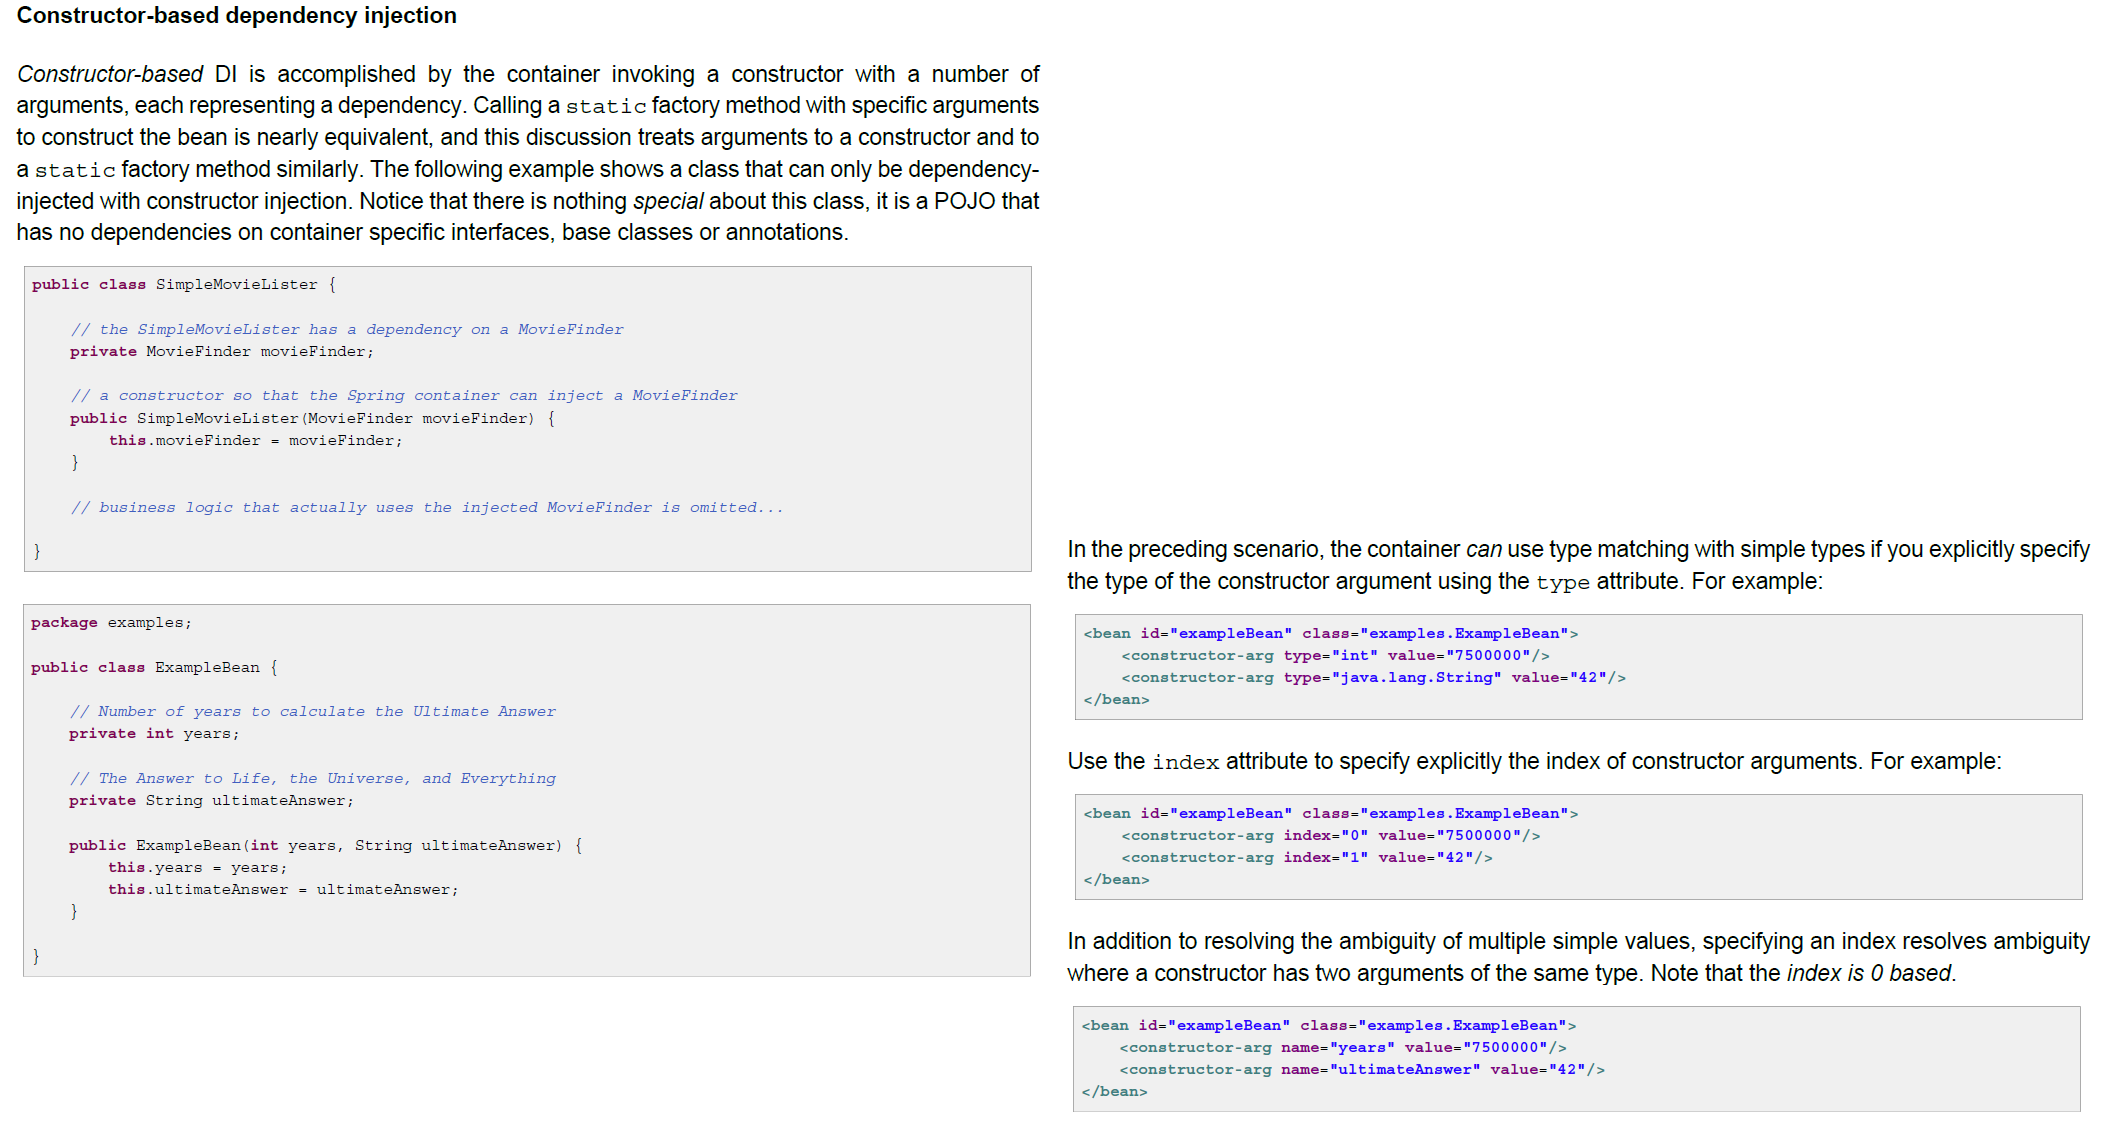 Constructor-based dependency injection
Constructor-based DI is accomplished by the container invoking a constructor with a number of
arguments, each representing a dependency. Calling a static factory method with specific arguments
to construct the bean is nearly equivalent, and this discussion treats arguments to a constructor and to
a static factory method similarly. The following example shows a class that can only be dependency-
injected with constructor injection. Notice that there is nothing special about this class, it is a POJO that
has no dependencies on container specific interfaces, base classes or annotations.
public class SimpleMovieLister {
    // the SimpleMovieLister has a dependency on a MovieFinder
    private MovieFinder movieFinder;
    // a constructor so that the Spring container can inject a MovieFinder
    public SimpleMovieLister(MovieFinder movieFinder) {
        this.movieFinder = movieFinder;
    }
    // business logic that actually uses the injected MovieFinder is omitted...
}
package examples;
public class ExampleBean {
    // Number of years to calculate the Ultimate Answer
    private int years;
    // The Answer to Life, the Universe, and Everything
    private String ultimateAnswer;
    public ExampleBean(int years, String ultimateAnswer) {
        this.years = years;
        this.ultimateAnswer = ultimateAnswer;
    }
}
In the preceding scenario, the container can use type matching with simple types if you explicitly specify
the type of the constructor argument using the type attribute. For example:
<bean id="exampleBean" class="examples.ExampleBean">
    <constructor-arg type="int" value="7500000"/>
    <constructor-arg type="java.lang.String" value="42"/>
</bean>
Use the index attribute to specify explicitly the index of constructor arguments. For example:
<bean id="exampleBean" class="examples.ExampleBean">
    <constructor-arg index="0" value="7500000"/>
    <constructor-arg index="1" value="42"/>
</bean>
In addition to resolving the ambiguity of multiple simple values, specifying an index resolves ambiguity
where a constructor has two arguments of the same type. Note that the index is 0 based.
<bean id="exampleBean" class="examples.ExampleBean">
    <constructor-arg name="years" value="7500000"/>
    <constructor-arg name="ultimateAnswer" value="42"/>
</bean>